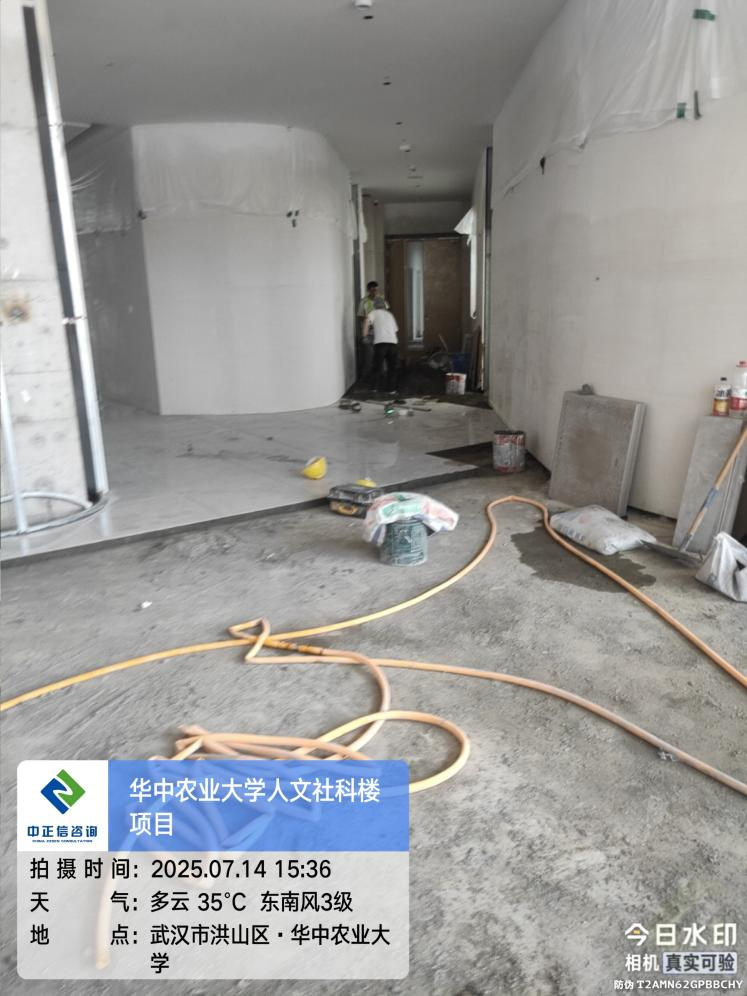 华中农业大学人文社科楼
项目
中正信咨询
CHINA ZOSEN CONSULTATION
拍摄时间：2025.07.14 15:36
天气：多云 35°C 东南风3级
地点：武汉市洪山区·华中农业大
学
今日水印
相机 真实可验
防伪 T2AMN62GPBBCHY